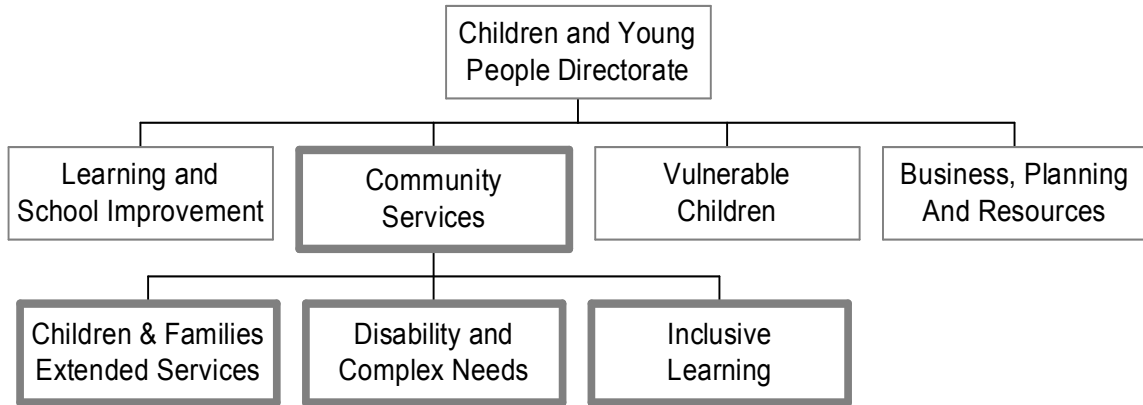 Children and Young
People Directorate
Learning and
School Improvement
Community
Services
Vulnerable
Children
Business, Planning
And Resources
Children & Families
Extended Services
Disability and
Complex Needs
Inclusive
Learning